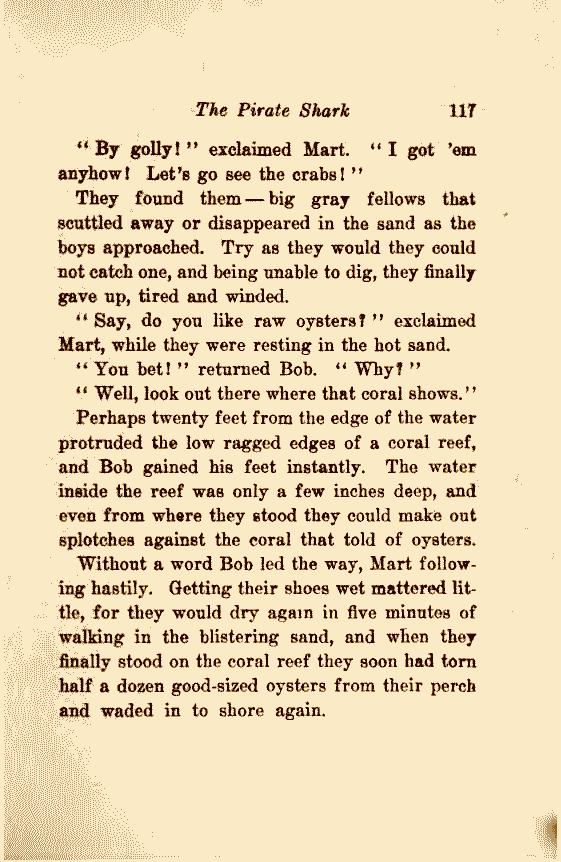 The Pirate Shark 117
“ By golly! ” exclaimed Mart. “ I got ’em
anyhow! Let’s go see the crabs! ”
They found them — big gray fellows that
scuttled away or disappeared in the sand as the
boys approached. Try as they would they could
not catch one, and being unable to dig, they finally
gave up, tired and winded.
“ Say, do you like raw oysters? ” exclaimed
Mart, while they were resting in the hot sand.
“ You bet! ” returned Bob. “ Why? ”
“ Well, look out there where that coral shows.”
Perhaps twenty feet from the edge of the water
protruded the low ragged edges of a coral reef,
and Bob gained his feet instantly. The water
inside the reef was only a few inches deep, and
even from where they stood they could make out
splotches against the coral that told of oysters.
Without a word Bob led the way, Mart follow-
ing hastily. Getting their shoes wet mattered lit-
tle, for they would dry again in five minutes of
walking in the blistering sand, and when they
finally stood on the coral reef they soon had torn
half a dozen good-sized oysters from their perch
and waded in to shore again.